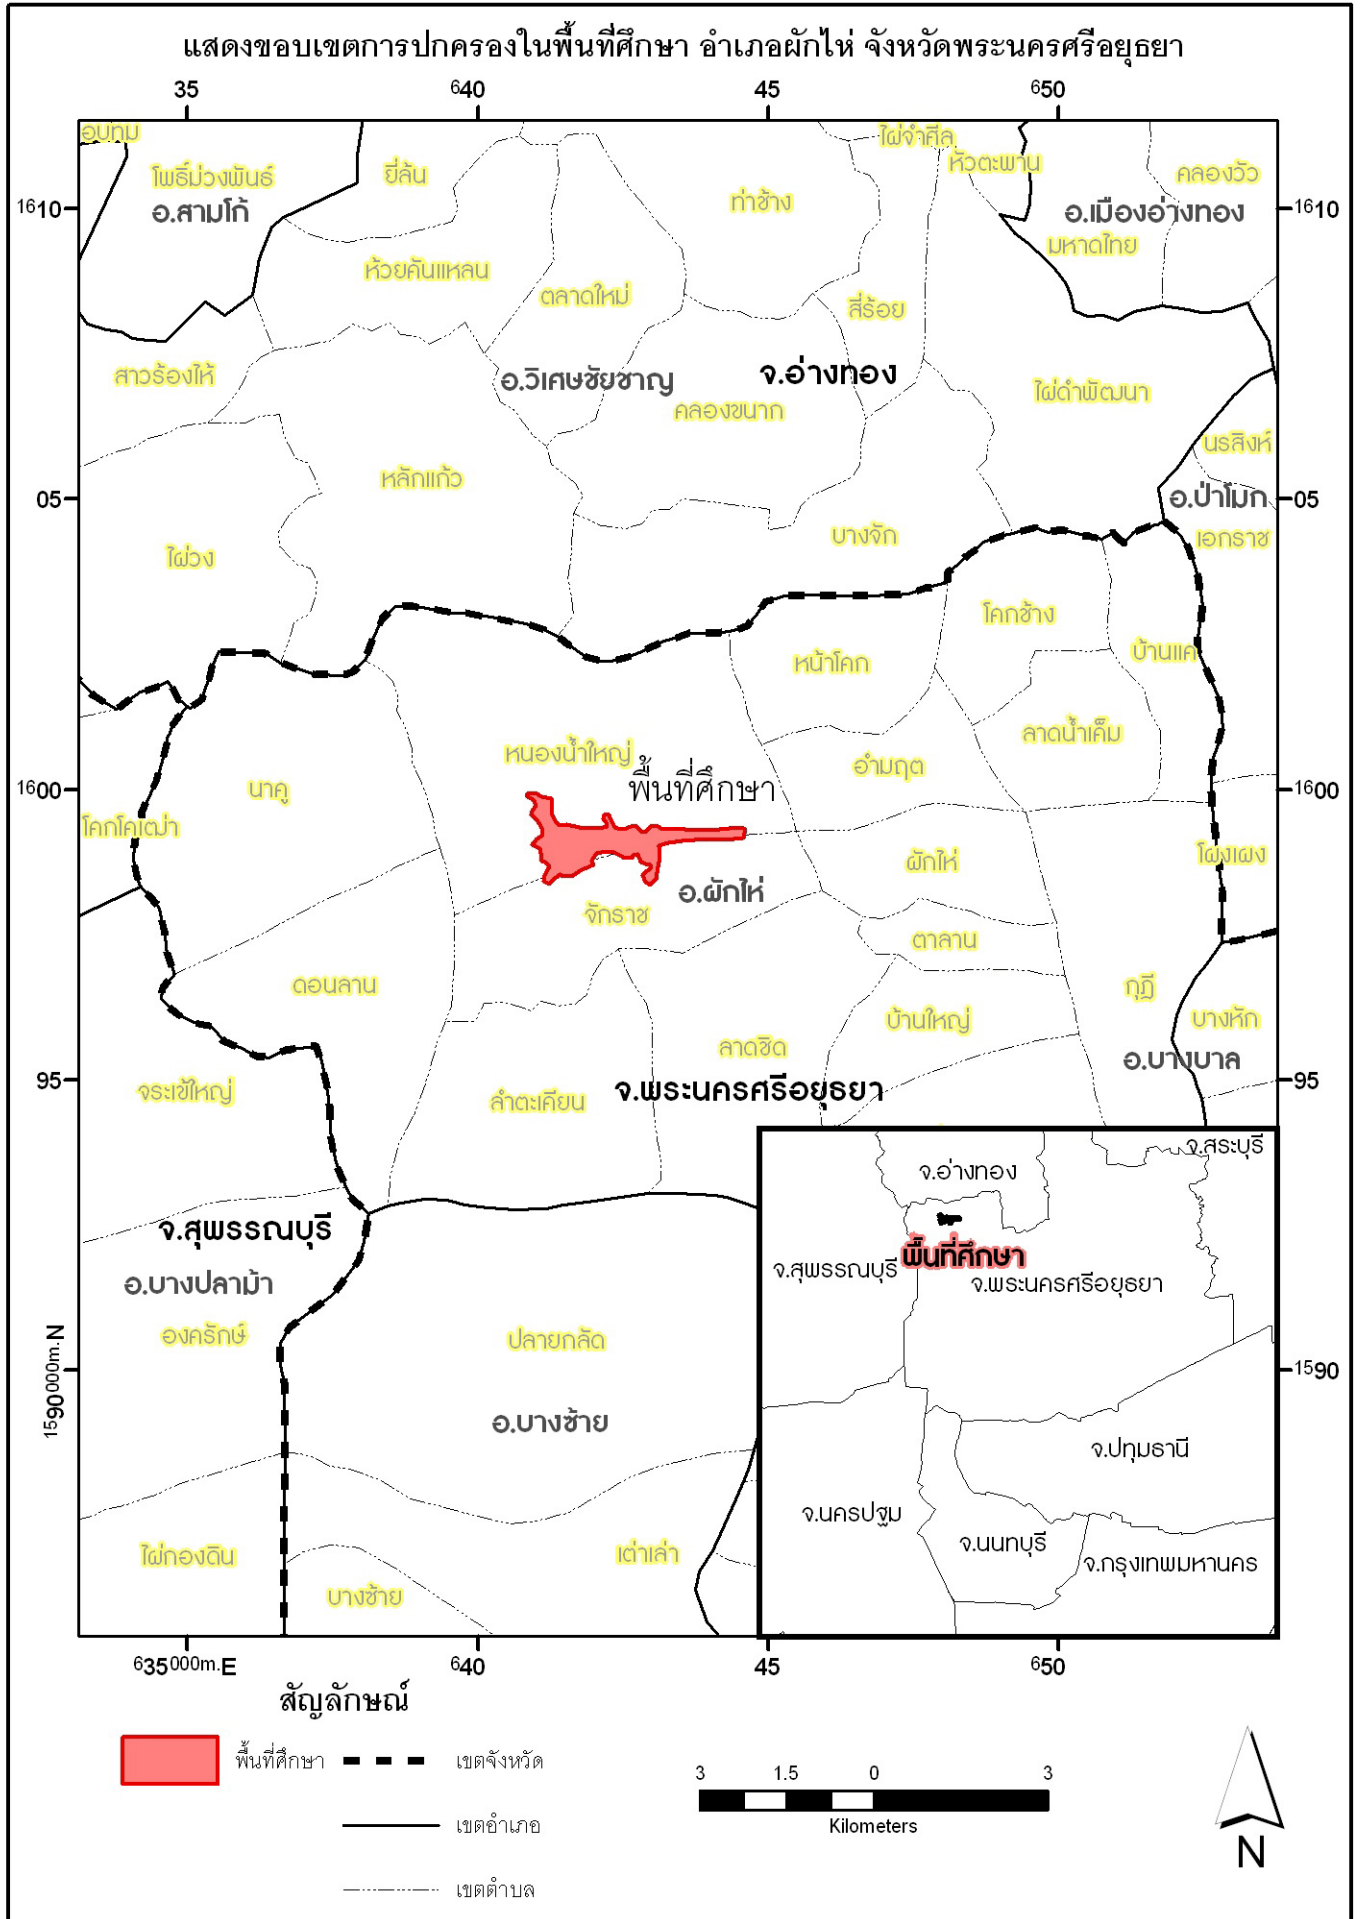 แสดงขอบเขตการปกครองในพื้นที่ศึกษา อำเภอผักไห่ จังหวัดพระนครศรีอยุธยา
35 640 45 650
อบทม
โพธิ์ม่วงพันธ์
อ.สามโก้
ยี่ล้น
ท่าช้าง
ไผ่จำศีล
หัวตะพาน
คลองวัว
อ.เมืองอ่างทอง
มหาดไทย
1610 1610
ห้วยคันแหลน
ตลาดใหม่
สี่ร้อย
สาวร้องไห้
อ.วิเศษชัยชาญ
จ.อ่างทอง
คลองขนาก
ไผ่ดำพัฒนา
นรสิงห์
หลักแก้ว
อ.ป่าโมก
05 05
ไผ่วง
บางจัก
เอกราช
โคกช้าง
บ้านแค
หน้าโคก
หนองน้ำใหญ่
ลาดน้ำเค็ม
อำมฤต
พื้นที่ศึกษา
นาคู
1600 1600
โคกโคเฒ่า
ผักไห่
โผงเผง
อ.ผักไห่
จักราช
ตาลาน
ดอนลาน
กุฎี
บ้านใหญ่
บางหัก
ลาดชิด
อ.บางบาล
95 95
จระเข้ใหญ่
ลำตะเคียน
จ.พระนครศรีอยุธยา
จ.สุพรรณบุรี
อ.บางปลาม้า
องครักษ์
ปลายกลัด
1590000m.N 1590
อ.บางซ้าย
ไผ่กองดิน
เต่าเล่า
บางซ้าย
จ.สระบุรี
จ.อ่างทอง
พื้นที่ศึกษา
จ.สุพรรณบุรี
จ.พระนครศรีอยุธยา
จ.ปทุมธานี
จ.นครปฐม
จ.นนทบุรี
จ.กรุงเทพมหานคร
635000m.E 640 45 650
สัญลักษณ์
พื้นที่ศึกษา
เขตจังหวัด
เขตอำเภอ
เขตตำบล
3 1.5 0 3
Kilometers
N